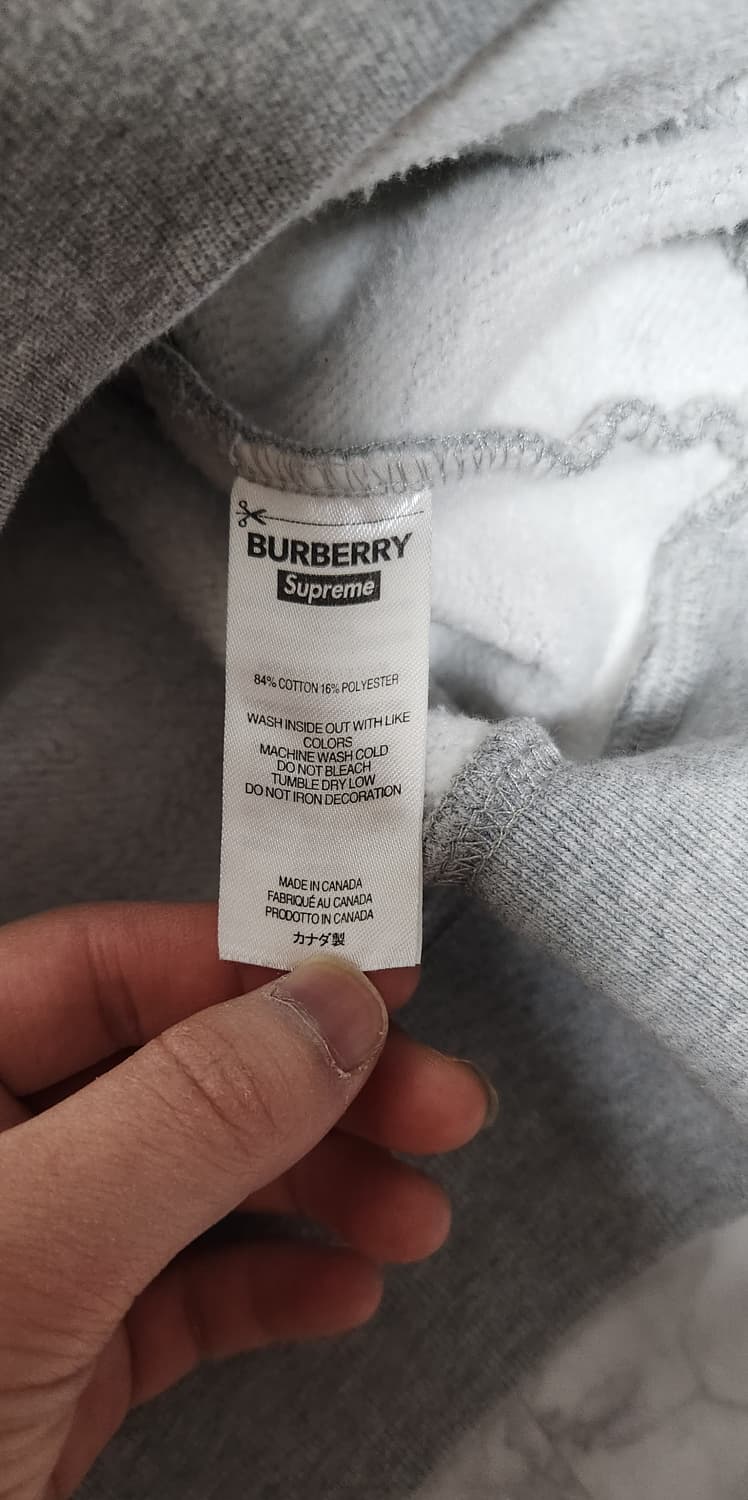 BURBERRY
Supreme
84% COTTON 16% POLYESTER
WASH INSIDE OUT WITH LIKE
COLORS
MACHINE WASH COLD
DO NOT BLEACH
TUMBLE DRY LOW
DO NOT IRON DECORATION
MADE IN CANADA
FABRIQUÉ AU CANADA
PRODOTTO IN CANADA
カナダ製